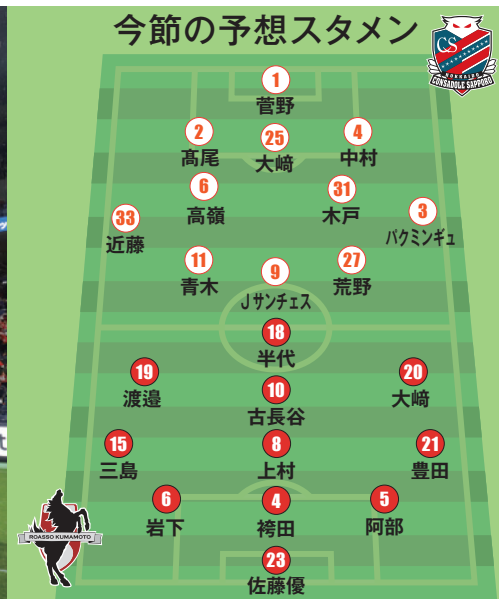 今節の予想スタメン
CS
HOKKAIDO
CONSADOLE SAPPORO
1
菅野
2
髙尾
25
大﨑
4
中村
6
高嶺
31
木戸
33
近藤
3
パクミンギュ
11
青木
9
Jサンチェス
27
荒野
18
半代
19
渡邉
10
古長谷
20
大﨑
15
三島
8
上村
21
豊田
6
岩下
4
袴田
5
阿部
23
佐藤優
ROASSO KUMAMOTO